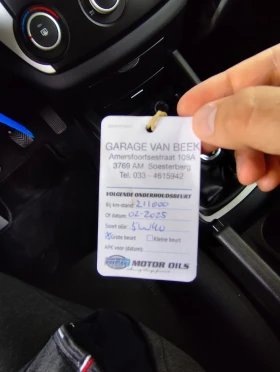 GARAGE VAN BEEK
Amersfoortsestraat 108A
3769 AM Soesterberg
Tel. 033 - 4615942
VOLGENDE ONDERHOUDSBEURT
Bij km-stand: 211000
Of datum: 02-2025
Soort olie:
Grote beurt Kleine beurt
APK voor (datum):
MOTOR OILS